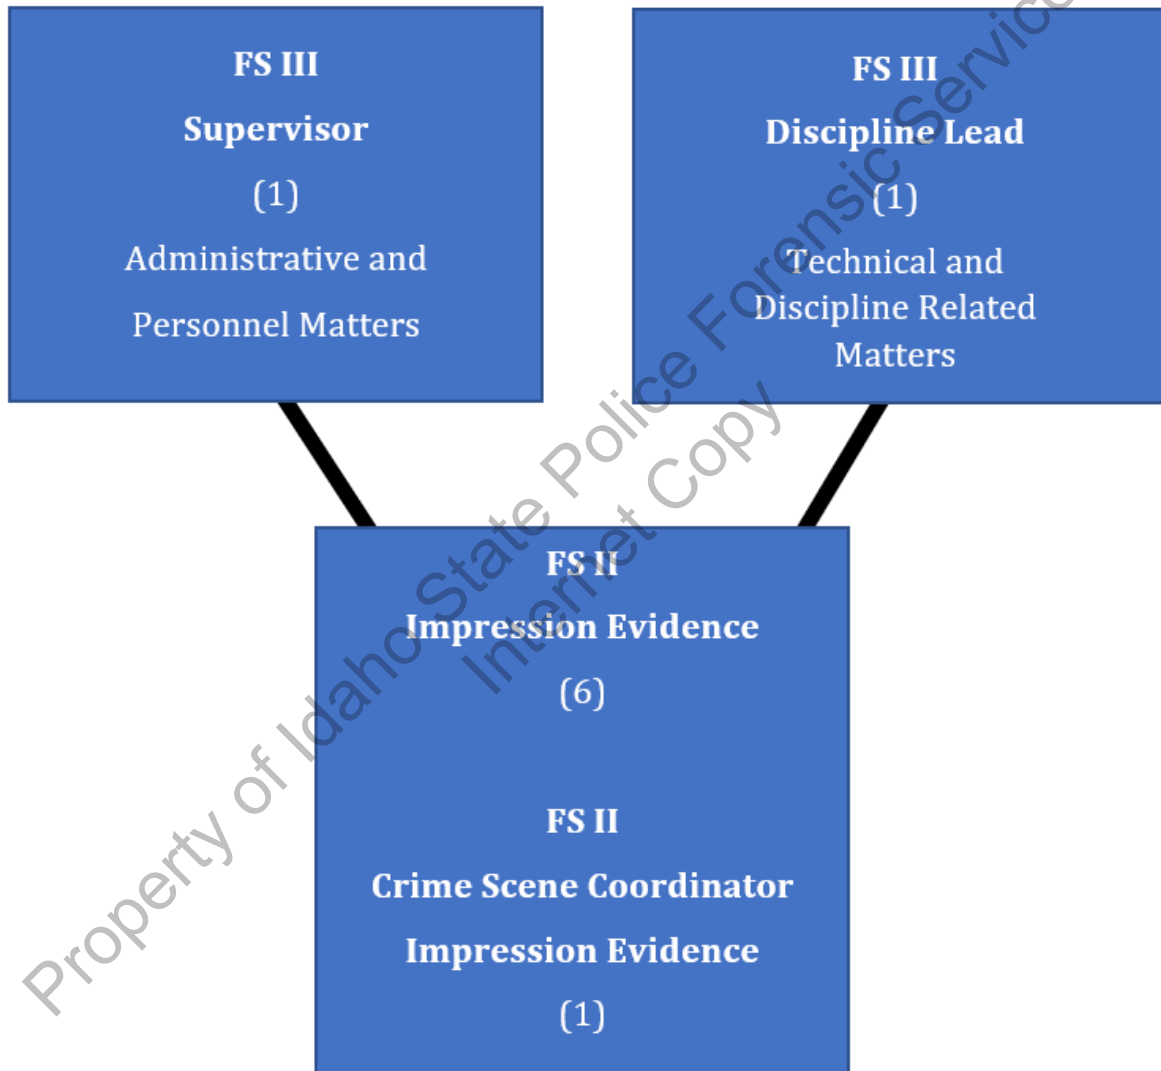 FS III
Supervisor
(1)
Administrative and
Personnel Matters
FS III
Discipline Lead
(1)
Technical and
Discipline Related
Matters
FS II
Impression Evidence
(6)
FS II
Crime Scene Coordinator
Impression Evidence
(1)
Property of Idaho State Police Forensic Service
Internet Copy